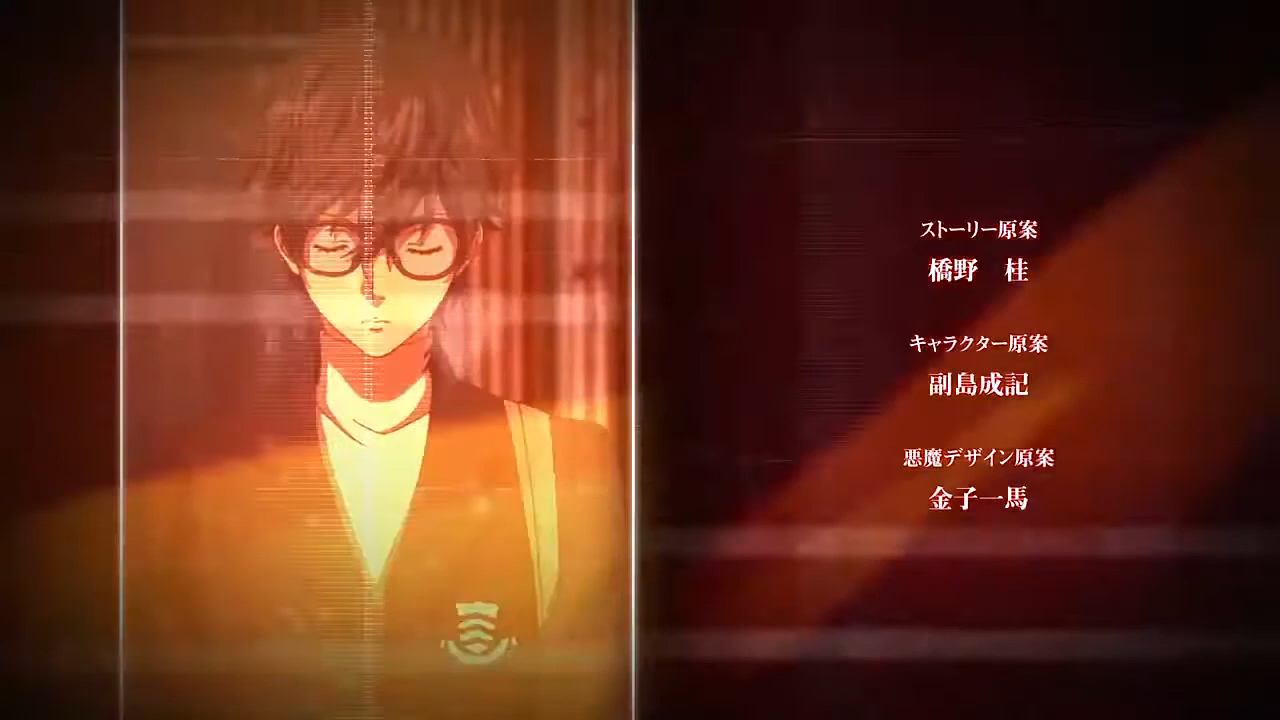 ストーリー原案
橋野　桂
キャラクター原案
副島成記
悪魔デザイン原案
金子一馬